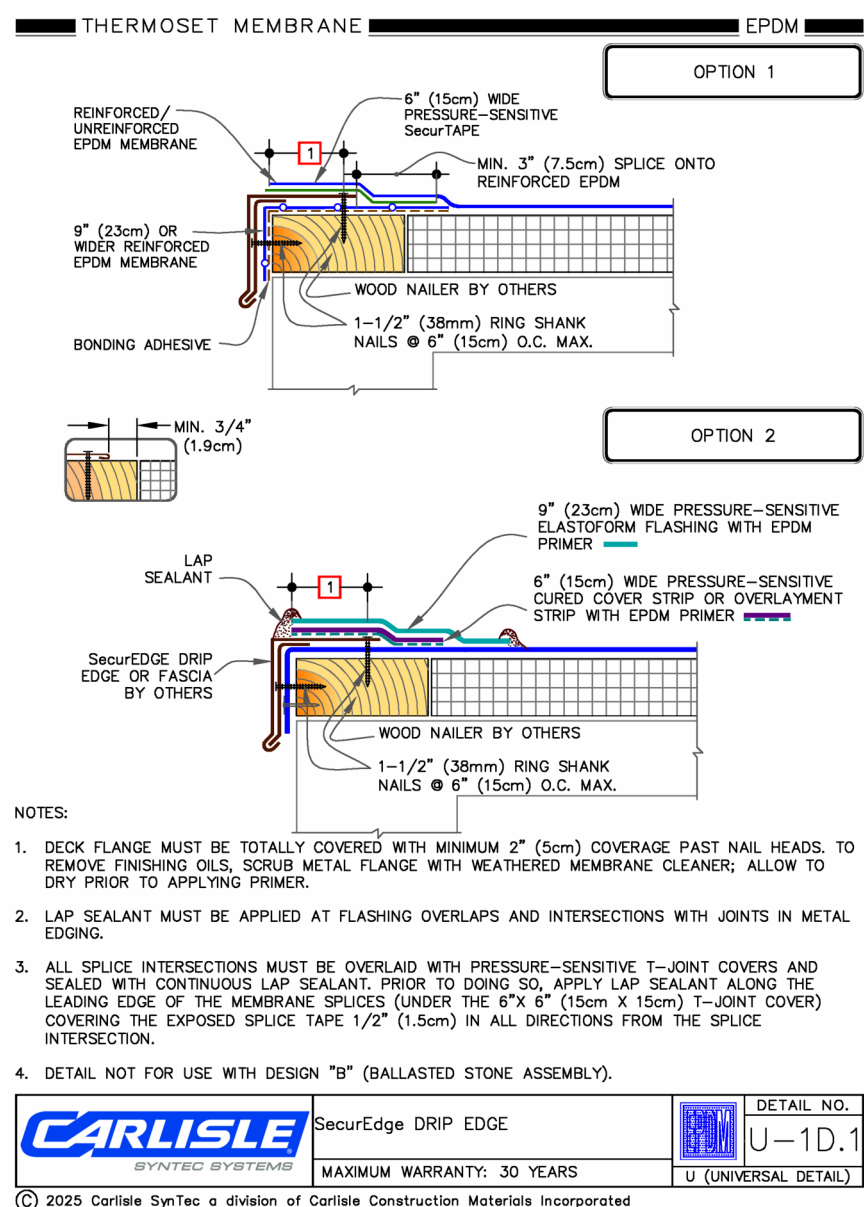 THERMOSET MEMBRANE EPDM
OPTION 1
REINFORCED/
UNREINFORCED
EPDM MEMBRANE
6" (15cm) WIDE
PRESSURE-SENSITIVE
SecurTAPE
1
MIN. 3" (7.5cm) SPLICE ONTO
REINFORCED EPDM
9" (23cm) OR
WIDER REINFORCED
EPDM MEMBRANE
WOOD NAILER BY OTHERS
1-1/2" (38mm) RING SHANK
NAILS @ 6" (15cm) O.C. MAX.
BONDING ADHESIVE
MIN. 3/4"
(1.9cm)
OPTION 2
9" (23cm) WIDE PRESSURE-SENSITIVE
ELASTOFORM FLASHING WITH EPDM
PRIMER
LAP
SEALANT
1
6" (15cm) WIDE PRESSURE-SENSITIVE
CURED COVER STRIP OR OVERLAYMENT
STRIP WITH EPDM PRIMER
SecurEDGE DRIP
EDGE OR FASCIA
BY OTHERS
WOOD NAILER BY OTHERS
1-1/2" (38mm) RING SHANK
NAILS @ 6" (15cm) O.C. MAX.
NOTES:
1. DECK FLANGE MUST BE TOTALLY COVERED WITH MINIMUM 2" (5cm) COVERAGE PAST NAIL HEADS. TO
REMOVE FINISHING OILS, SCRUB METAL FLANGE WITH WEATHERED MEMBRANE CLEANER; ALLOW TO
DRY PRIOR TO APPLYING PRIMER.
2. LAP SEALANT MUST BE APPLIED AT FLASHING OVERLAPS AND INTERSECTIONS WITH JOINTS IN METAL
EDGING.
3. ALL SPLICE INTERSECTIONS MUST BE OVERLAID WITH PRESSURE-SENSITIVE T-JOINT COVERS AND
SEALED WITH CONTINUOUS LAP SEALANT. PRIOR TO DOING SO, APPLY LAP SEALANT ALONG THE
LEADING EDGE OF THE MEMBRANE SPLICES (UNDER THE 6"X 6" (15cm X 15cm) T-JOINT COVER)
COVERING THE EXPOSED SPLICE TAPE 1/2" (1.5cm) IN ALL DIRECTIONS FROM THE SPLICE
INTERSECTION.
4. DETAIL NOT FOR USE WITH DESIGN "B" (BALLASTED STONE ASSEMBLY).
CARLISLE
SYNTEC SYSTEMS
SecurEdge DRIP EDGE
MAXIMUM WARRANTY: 30 YEARS
EPDM
DETAIL NO.
U-1D.1
U (UNIVERSAL DETAIL)
© 2025 Carlisle SynTec a division of Carlisle Construction Materials Incorporated